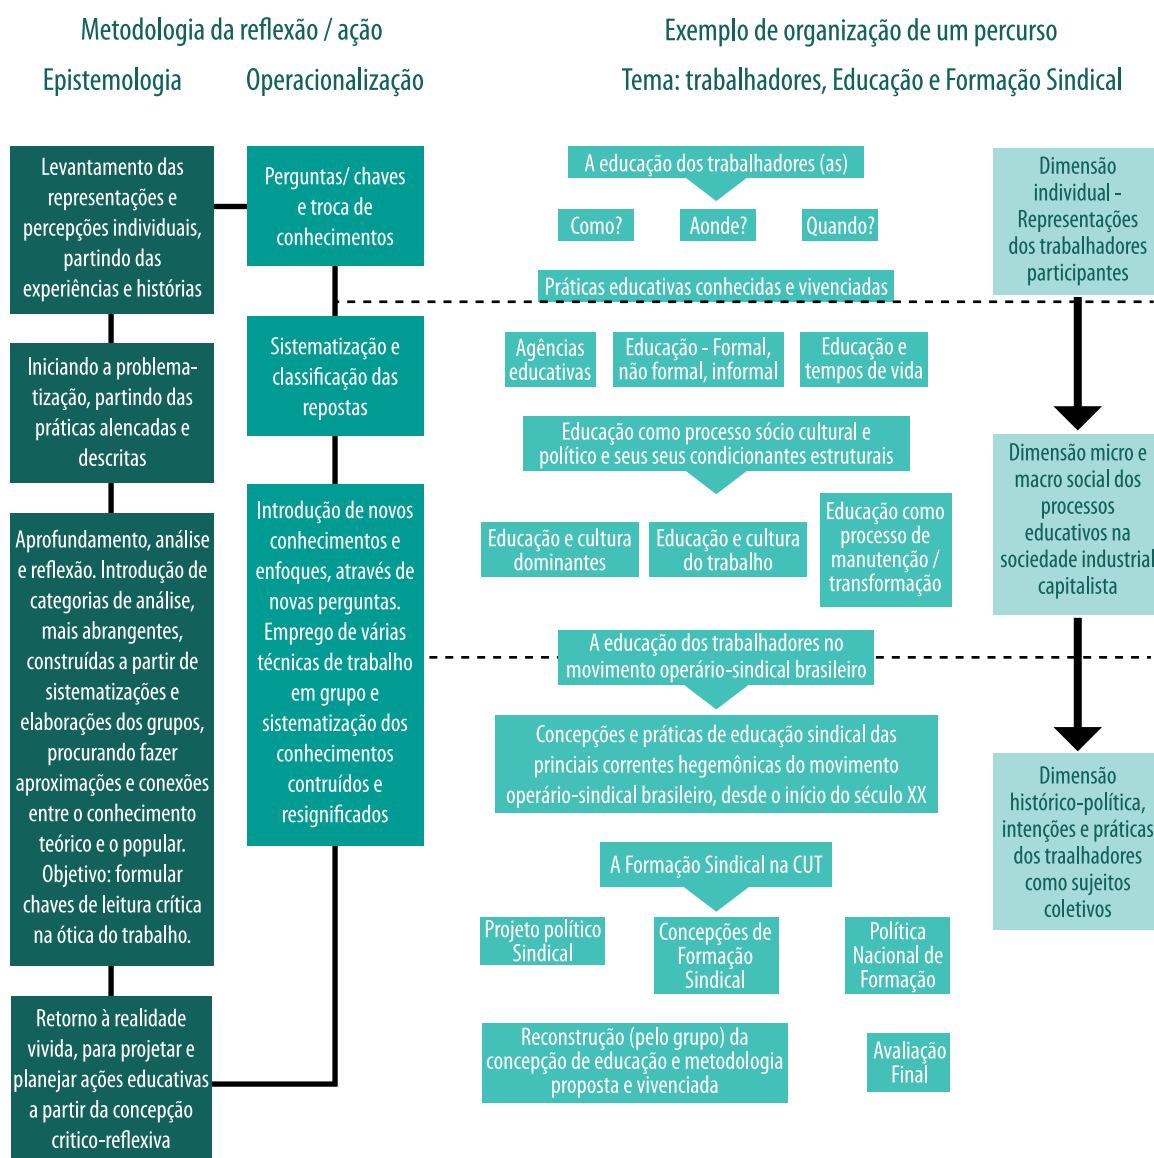 Metodologia da reflexão / ação
Epistemologia
Operacionalização
Exemplo de organização de um percurso
Tema: trabalhadores, Educação e Formação Sindical
Levantamento das
representações e
percepções individuais,
partindo das
experiências e histórias
Iniciando a problema-
tização, partindo das
práticas alencadas e
descritas
Aprofundamento, análise
e reflexão. Introdução de
categorias de análise,
mais abrangentes,
construídas a partir de
sistematizações e
elaborações dos grupos,
procurando fazer
aproximações e conexões
entre o conhecimento
teórico e o popular.
Objetivo: formular
chaves de leitura crítica
na ótica do trabalho.
Retorno à realidade
vivida, para projetar e
planejar ações educativas
a partir da concepção
critico-reflexiva
Perguntas/ chaves
e troca de
conhecimentos
Sistematização e
classificação das
repostas
Introdução de novos
conhecimentos e
enfoques, através de
novas perguntas.
Emprego de várias
técnicas de trabalho
em grupo e
sistematização dos
conhecimentos
contruídos e
resignificados
A educação dos trabalhadores (as)
Como?
Aonde?
Quando?
Práticas educativas conhecidas e vivenciadas
Agências
educativas
Educação - Formal,
não formal, informal
Educação e
tempos de vida
Educação como processo sócio cultural e
político e seus seus condicionantes estruturais
Educação e cultura
dominantes
Educação e cultura
do trabalho
Educação como
processo de
manutenção /
transformação
A educação dos trabalhadores no
movimento operário-sindical brasileiro
Concepções e práticas de educação sindical das
princiais correntes hegemônicas do movimento
operário-sindical brasileiro, desde o início do século XX
A Formação Sindical na CUT
Projeto político
Sindical
Concepções de
Formação
Sindical
Política
Nacional de
Formação
Reconstrução (pelo grupo) da
concepção de educação e metodologia
proposta e vivenciada
Avaliação
Final
Dimensão
individual -
Representações
dos trabalhadores
participantes
Dimensão micro e
macro social dos
processos
educativos na
sociedade industrial
capitalista
Dimensão
histórico-política,
intenções e práticas
dos traalhadores
como sujeitos
coletivos